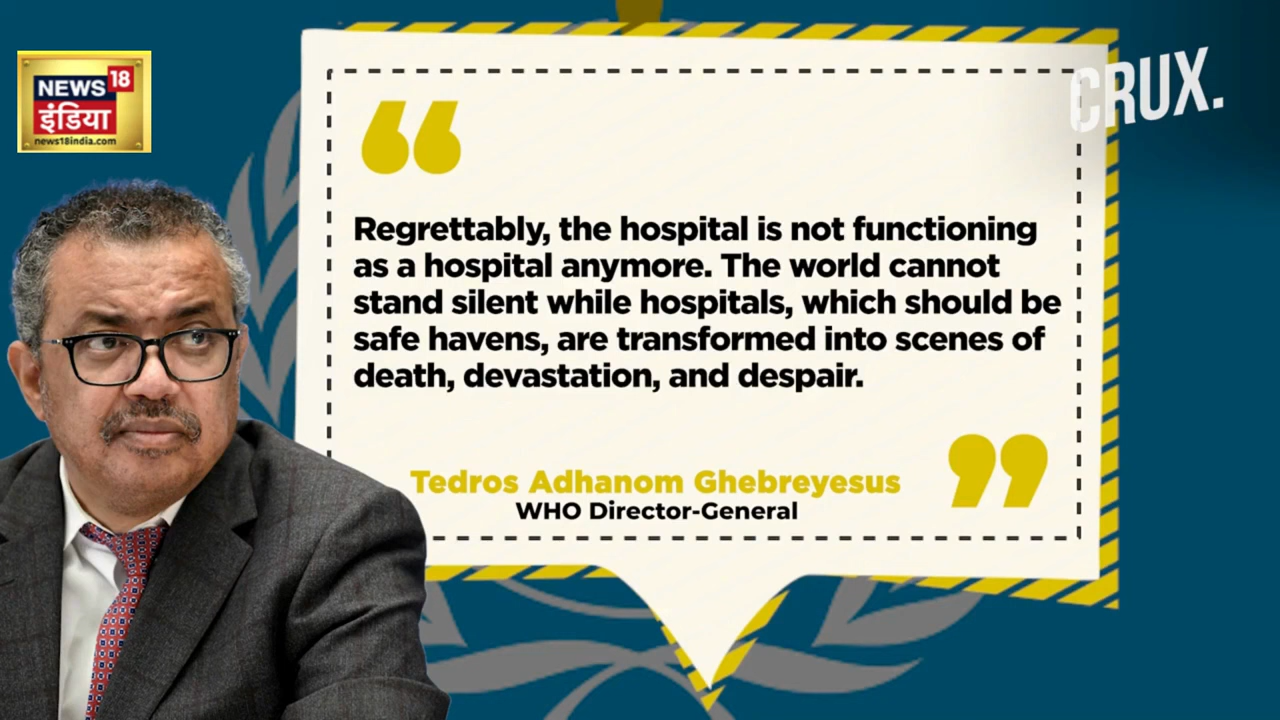 NEWS 18
इंडिया
news18india.com
CRUX.
“
Regrettably, the hospital is not functioning
as a hospital anymore. The world cannot
stand silent while hospitals, which should be
safe havens, are transformed into scenes of
death, devastation, and despair.
Tedros Adhanom Ghebreyesus
WHO Director-General
”